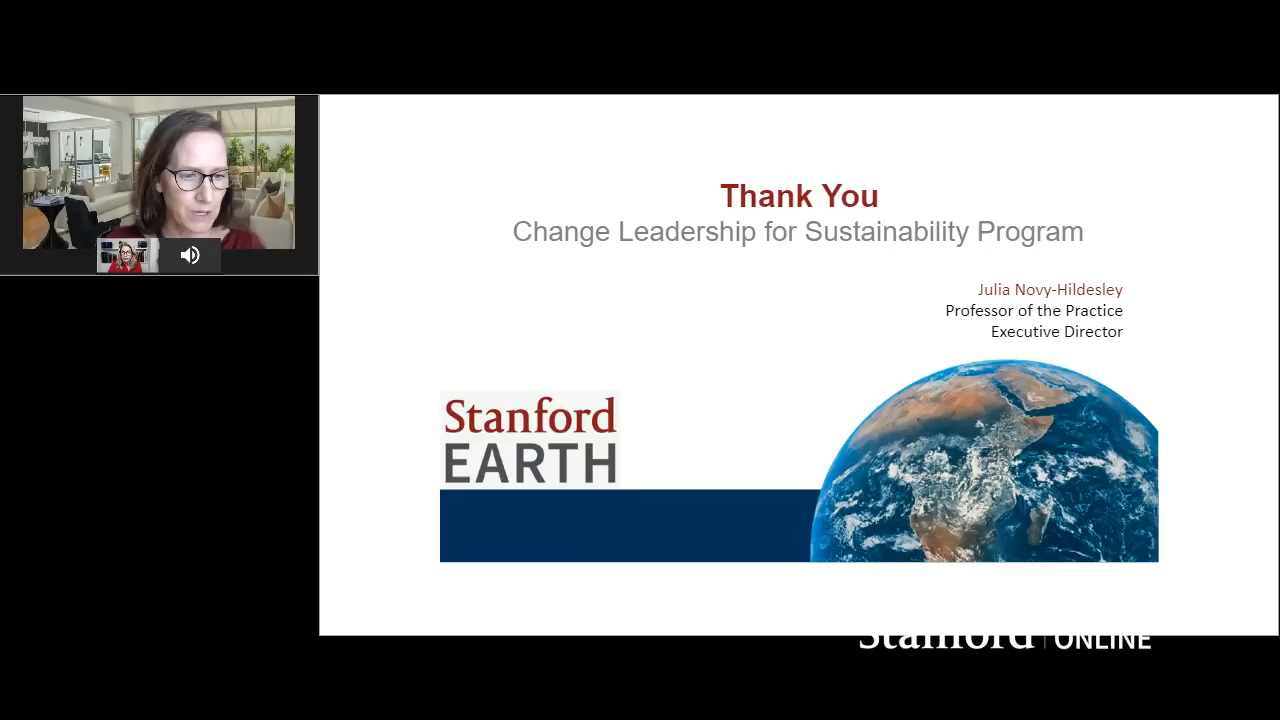 Thank You
Change Leadership for Sustainability Program
Julia Novy-Hildesley
Professor of the Practice
Executive Director
Stanford
EARTH
Stanford ONLINE